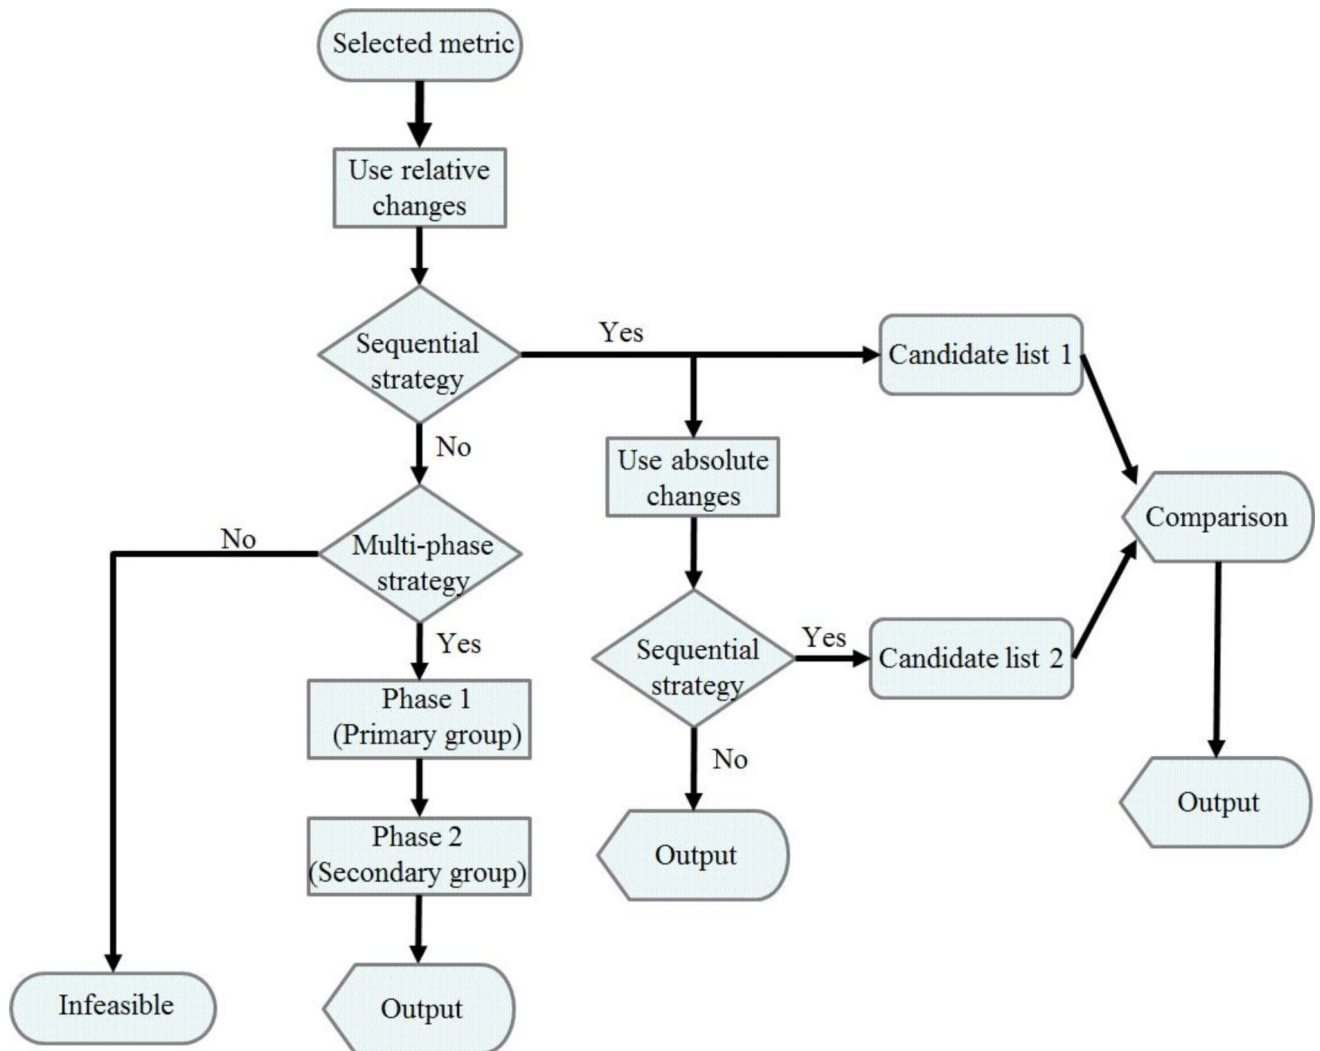 Selected metric
Use relative
changes
Sequential
strategy
Yes
Candidate list 1
No
Use absolute
changes
Comparison
No
Multi-phase
strategy
Yes
Sequential
strategy
Yes
Candidate list 2
Phase 1
(Primary group)
No
Output
Phase 2
(Secondary group)
Output
Infeasible
Output